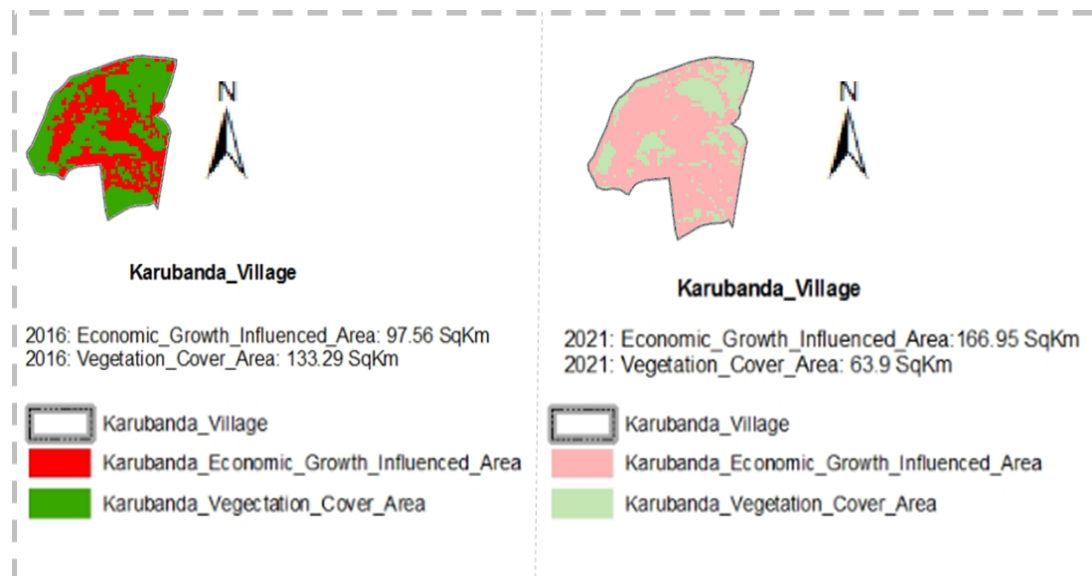 N
Karubanda_Village
2016: Economic_Growth_Influenced_Area: 97.56 SqKm
2016: Vegetation_Cover_Area: 133.29 SqKm
Karubanda_Village
Karubanda_Economic_Growth_Influenced_Area
Karubanda_Vegectation_Cover_Area
N
Karubanda_Village
2021: Economic_Growth_Influenced_Area: 166.95 SqKm
2021: Vegetation_Cover_Area: 63.9 SqKm
Karubanda_Village
Karubanda_Economic_Growth_Influenced_Area
Karubanda_Vegetation_Cover_Area